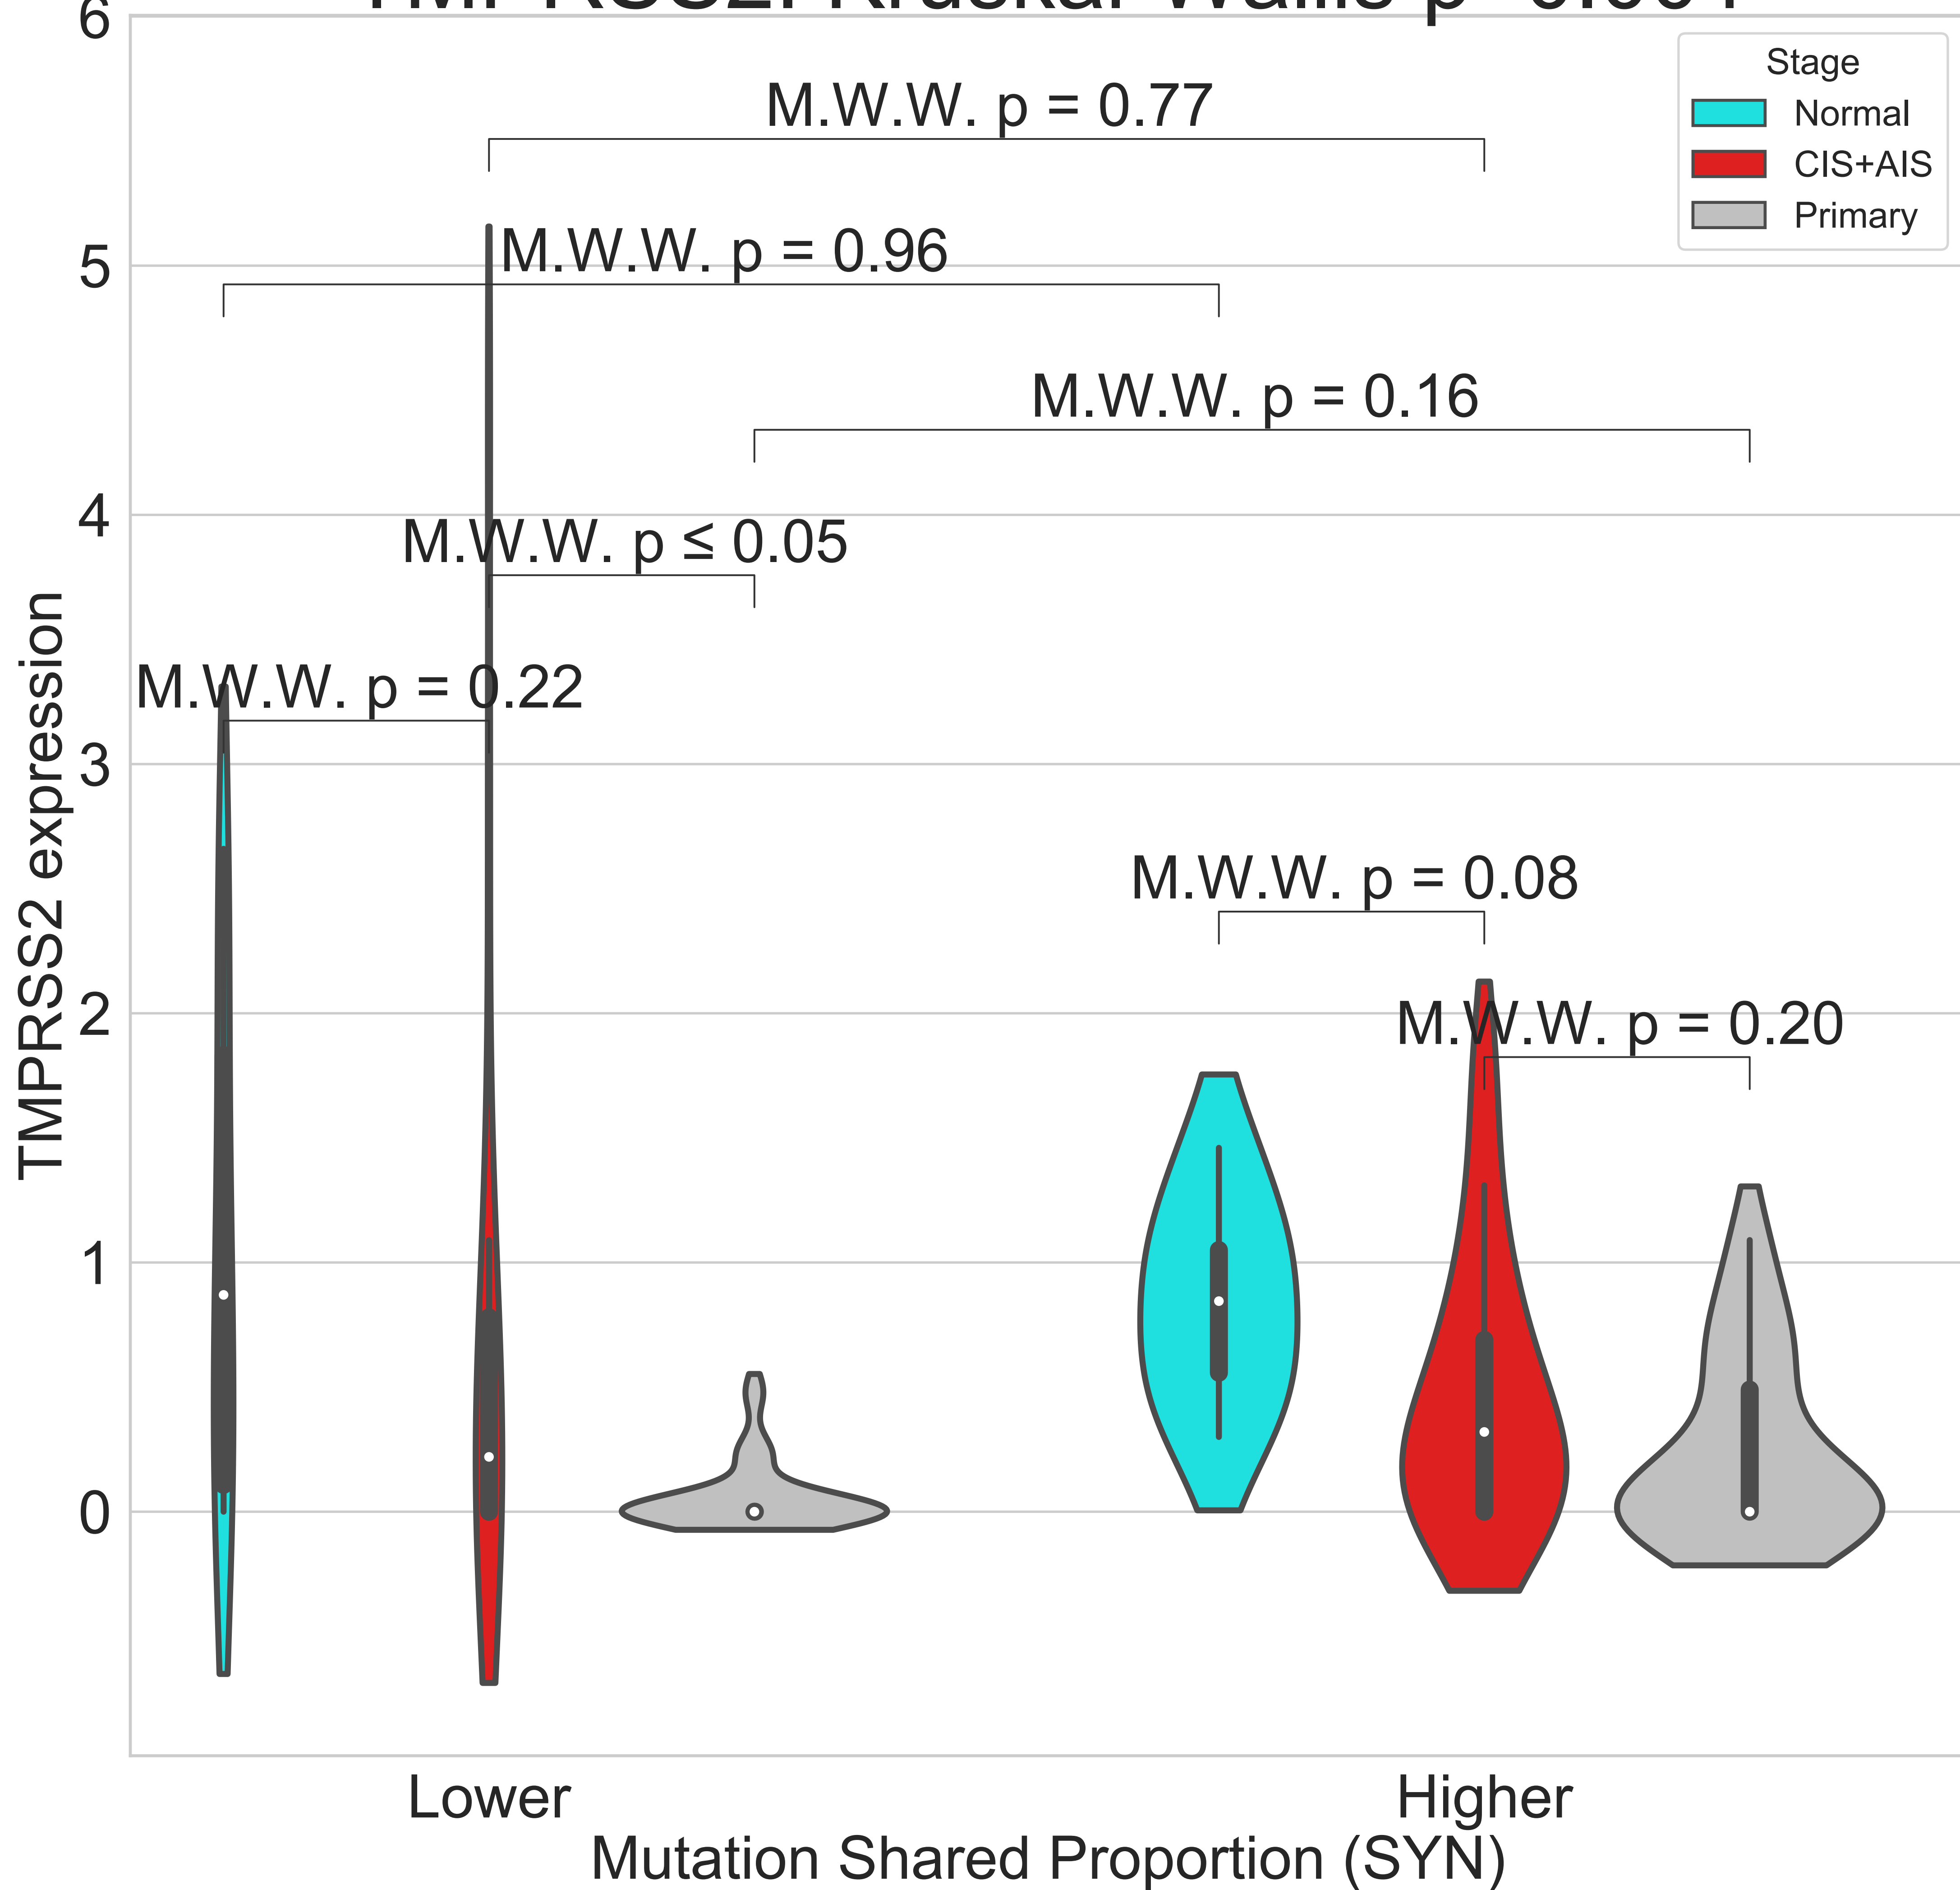 6
Stage
Normal
CIS+AIS
Primary
M.W.W. p = 0.77
M.W.W. p = 0.96
5
M.W.W. p = 0.16
4
M.W.W. p ≤ 0.05
M.W.W. p = 0.22
3
M.W.W. p = 0.08
2
M.W.W. p = 0.20
1
0
TMPRSS2 expression
Lower
Higher
Mutation Shared Proportion (SYN)